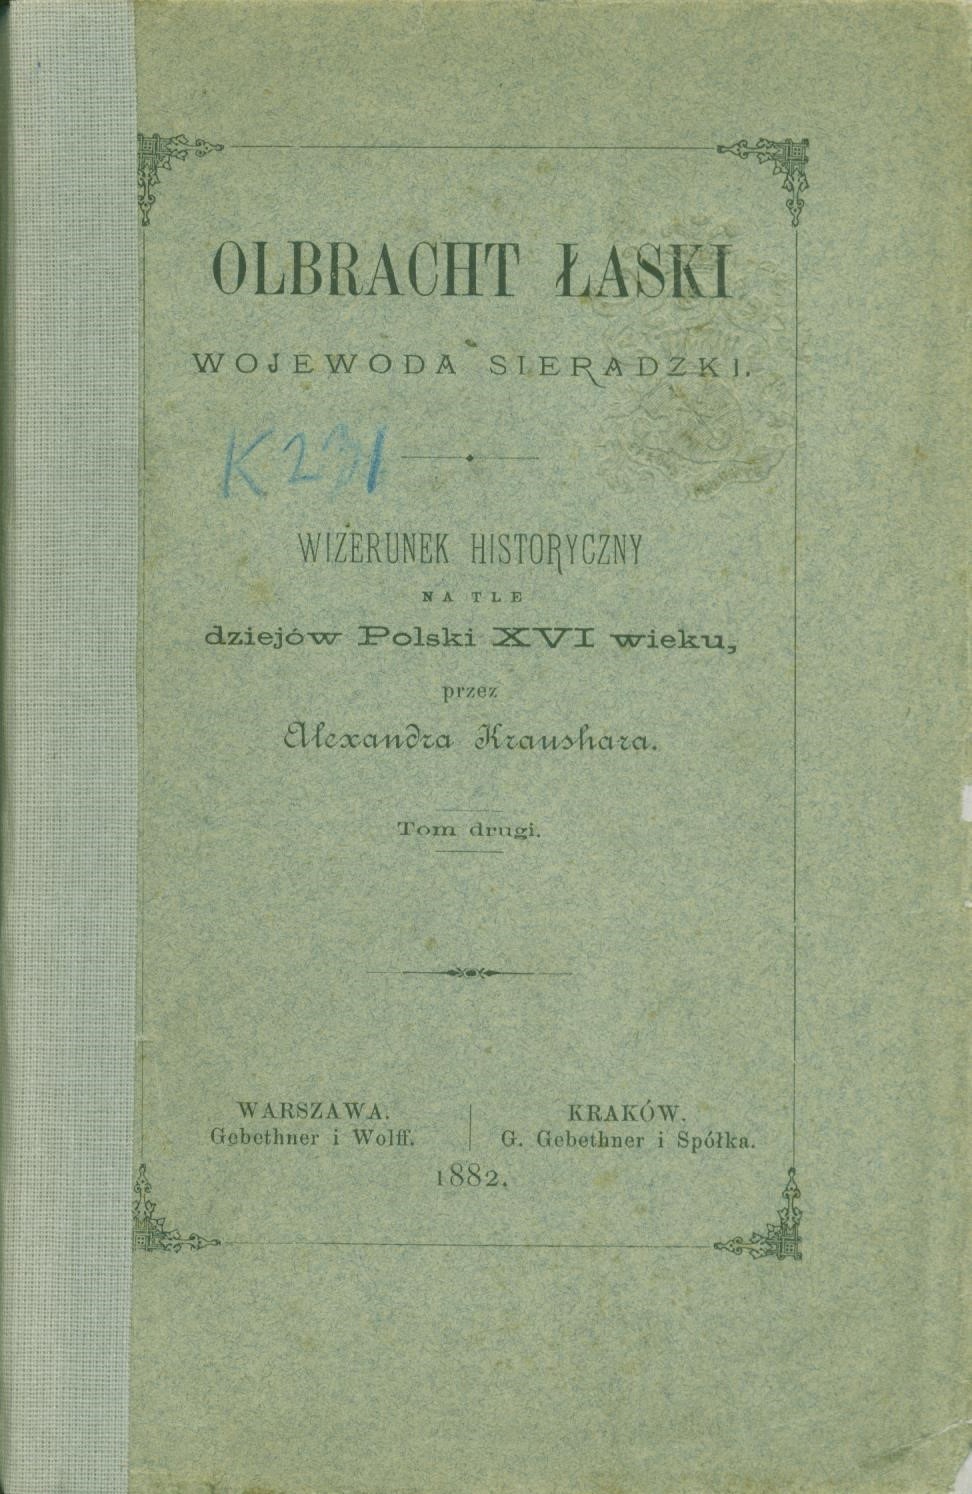 OLBRACHT ŁASKI
WOJEWODA SIERADZKI.
K231
WIZERUNEK HISTORYCZNY
NA TLE
dziejów Polski XVI wieku,
przez
Alexandra Kraushara.
Tom drugi.
WARSZAWA.
Gebethner i Wolff.
KRAKÓW.
G. Gebethner i Spółka.
1882.